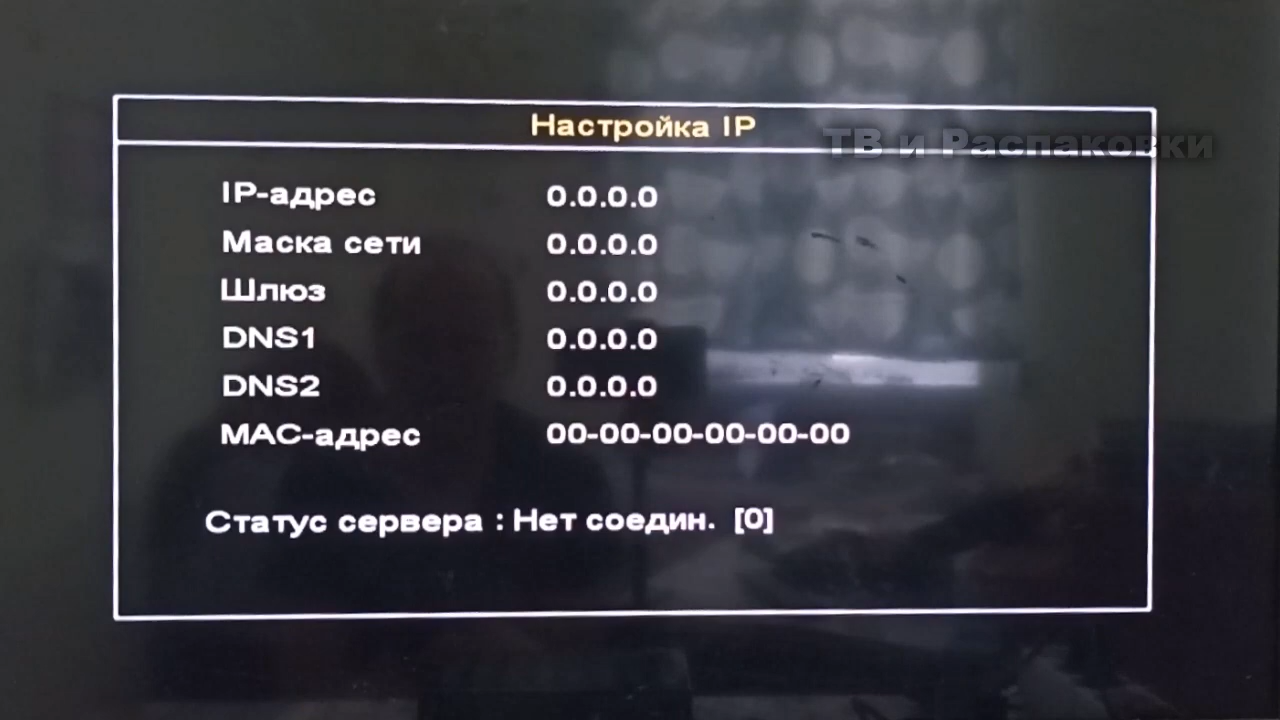 Настройка IP
ТВ и Распаковки
IP-адрес 0.0.0.0
Маска сети 0.0.0.0
Шлюз 0.0.0.0
DNS1 0.0.0.0
DNS2 0.0.0.0
MAC-адрес 00-00-00-00-00-00
Статус сервера : Нет соедин. [0]